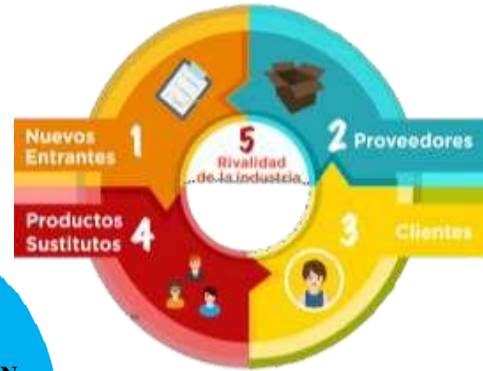 Nuevos
Entrantes
1
2
Proveedores
5
Rivalidad
de la industria
Productos
Sustitutos
4
3
Clientes
N